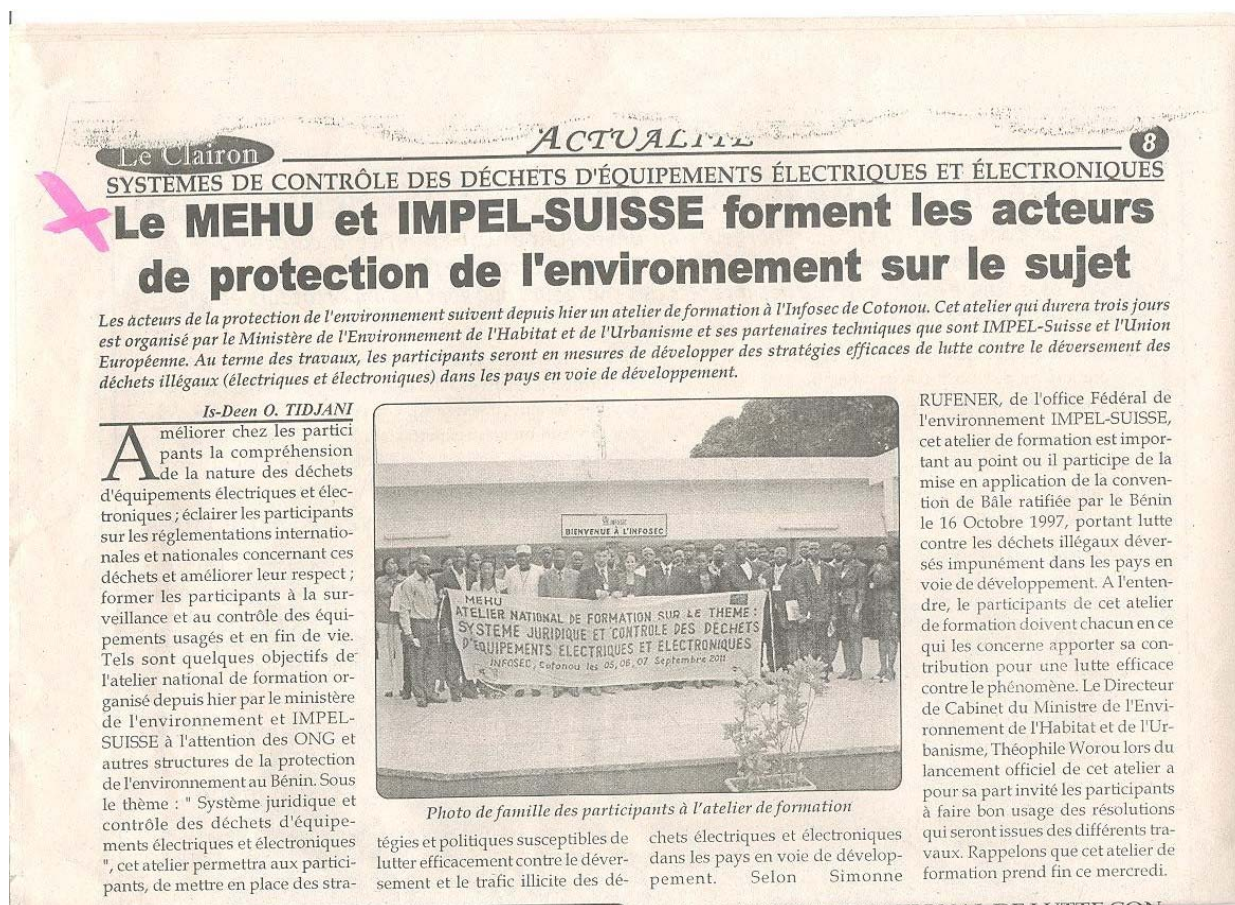 Le Clairon
ACTUALITE
8
SYSTÈMES DE CONTRÔLE DES DÉCHETS D'ÉQUIPEMENTS ÉLECTRIQUES ET ÉLECTRONIQUES
Le MEHU et IMPEL-SUISSE forment les acteurs
de protection de l'environnement sur le sujet
Les acteurs de la protection de l'environnement suivent depuis hier un atelier de formation à l'Infosec de Cotonou. Cet atelier qui durera trois jours
est organisé par le Ministère de l'Environnement de l'Habitat et de l'Urbanisme et ses partenaires techniques que sont IMPEL-Suisse et l'Union
Européenne. Au terme des travaux, les participants seront en mesures de développer des stratégies efficaces de lutte contre le déversement des
déchets illégaux (électriques et électroniques) dans les pays en voie de développement.
Is-Deen O. TIDJANI
Améliorer chez les partici
pants la compréhension
de la nature des déchets
d'équipements électriques et élec-
troniques ; éclairer les participants
sur les réglementations internatio-
nales et nationales concernant ces
déchets et améliorer leur respect ;
former les participants à la sur-
veillance et au contrôle des équi-
pements usagés et en fin de vie.
Tels sont quelques objectifs de
l'atelier national de formation or-
ganisé depuis hier par le ministère
de l'environnement et IMPEL-
SUISSE à l'attention des ONG et
autres structures de la protection
de l'environnement au Bénin. Sous
le thème : " Système juridique et
contrôle des déchets d'équipe-
ments électriques et électroniques
", cet atelier permettra aux partici-
pants, de mettre en place des stra-
BIENVENUE À L'INFOSEC
MEHU
ATELIER NATIONAL DE FORMATION SUR LE THEME :
SYSTEME JURIDIQUE ET CONTROLE DES DECHETS
D'EQUIPEMENTS ELECTRIQUES ET ELECTRONIQUES
INFOSEC, Cotonou les 05, 06, 07 Septembre 2011
Photo de famille des participants à l'atelier de formation
tégies et politiques susceptibles de
lutter efficacement contre le déver-
sement et le trafic illicite des dé-
chets électriques et électroniques
dans les pays en voie de dévelop-
pement. Selon Simonne
RUFENER, de l'office Fédéral de
l'environnement IMPEL-SUISSE,
cet atelier de formation est impor-
tant au point ou il participe de la
mise en application de la conven-
tion de Bâle ratifiée par le Bénin
le 16 Octobre 1997, portant lutte
contre les déchets illégaux déver-
sés impunément dans les pays en
voie de développement. A l'enten-
dre, le participants de cet atelier
de formation doivent chacun en ce
qui les concerne apporter sa con-
tribution pour une lutte efficace
contre le phénomène. Le Directeur
de Cabinet du Ministre de l'Envi-
ronnement de l'Habitat et de l'Ur-
banisme, Théophile Worou lors du
lancement officiel de cet atelier a
pour sa part invité les participants
à faire bon usage des résolutions
qui seront issues des différents tra-
vaux. Rappelons que cet atelier de
formation prend fin ce mercredi.